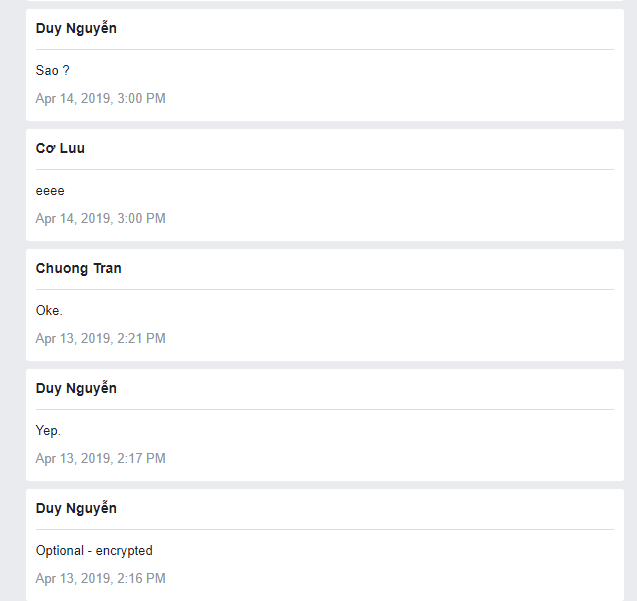 Duy Nguyễn
Sao ?
Apr 14, 2019, 3:00 PM
Cơ Luu
eeee
Apr 14, 2019, 3:00 PM
Chuong Tran
Oke.
Apr 13, 2019, 2:21 PM
Duy Nguyễn
Yep.
Apr 13, 2019, 2:17 PM
Duy Nguyễn
Optional - encrypted
Apr 13, 2019, 2:16 PM